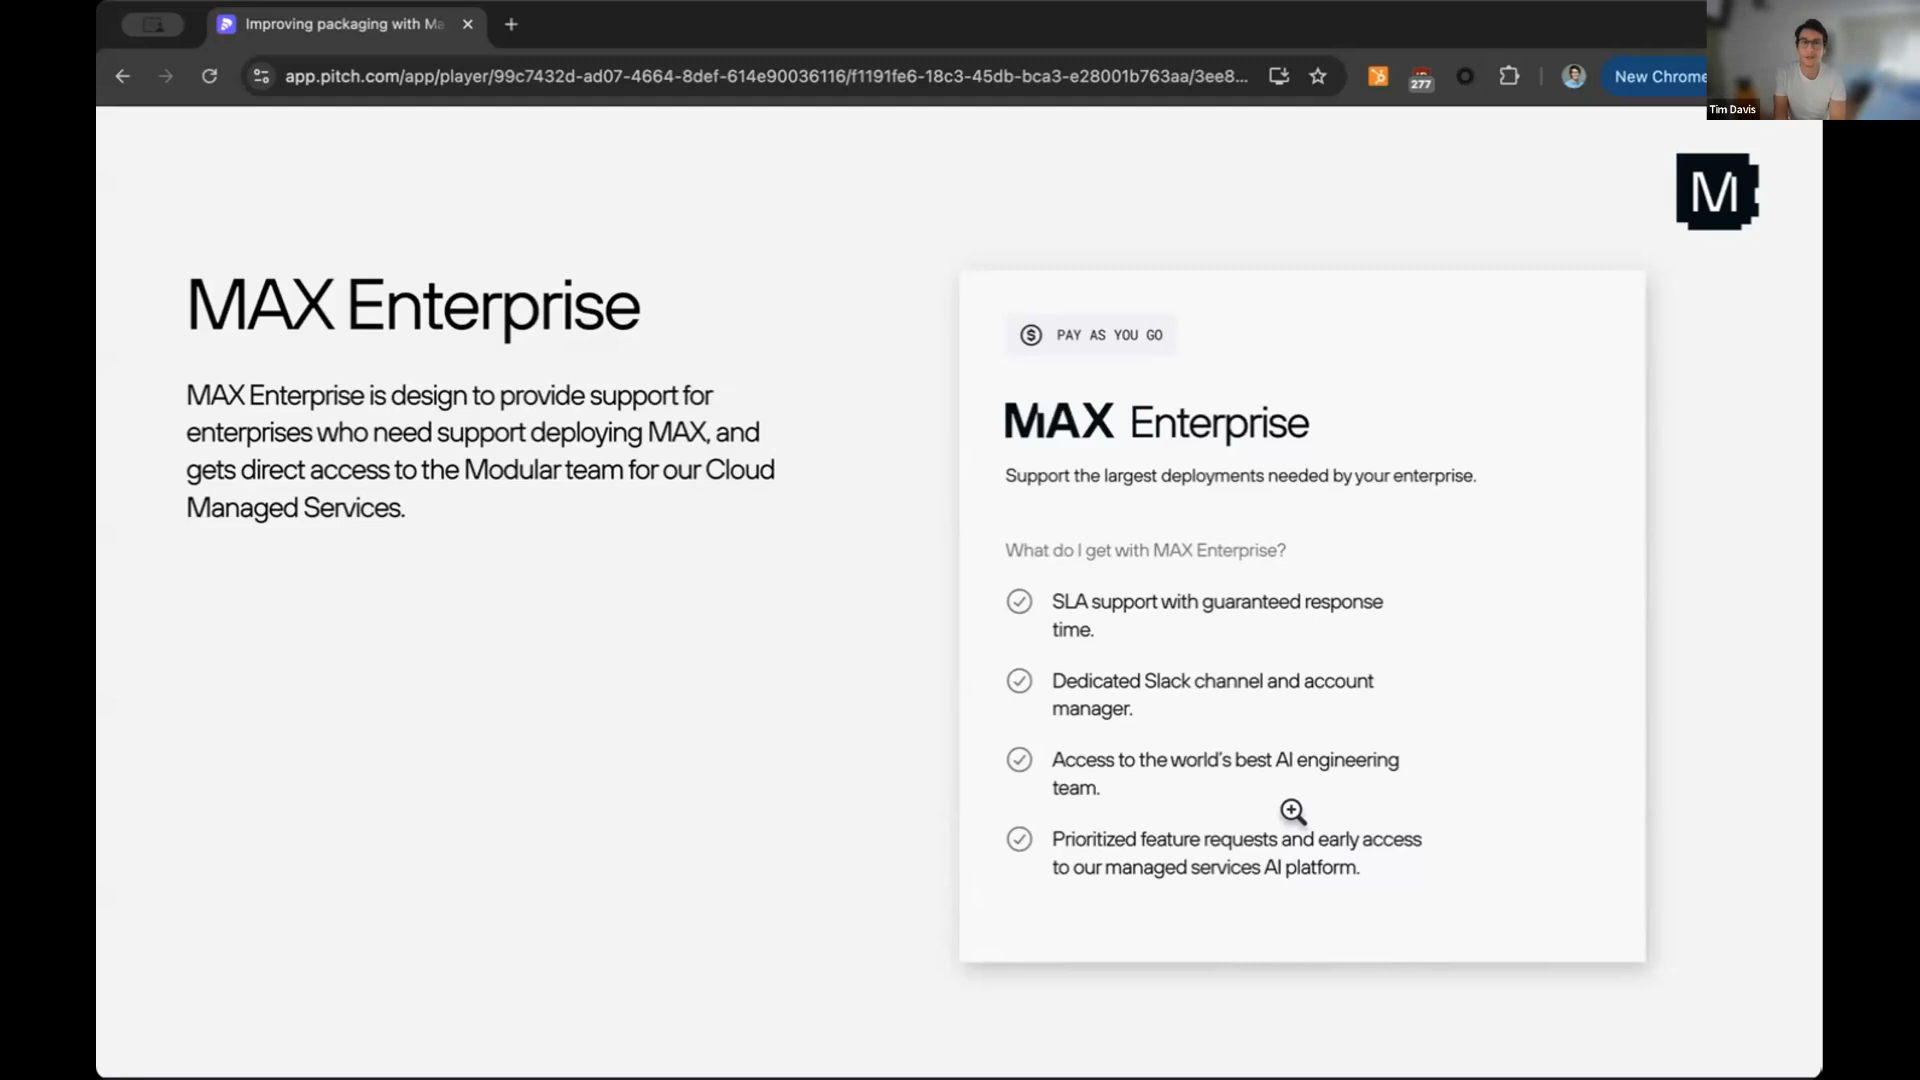 Improving packaging with Ma
app.pitch.com/app/player/99c7432d-ad07-4664-8def-614e90036116/f1191fe6-18c3-45db-bca3-e28001b763aa/3ee8...
277
New Chrome
Tim Davis
M
MAX Enterprise
MAX Enterprise is design to provide support for
enterprises who need support deploying MAX, and
gets direct access to the Modular team for our Cloud
Managed Services.
PAY AS YOU GO
MAX Enterprise
Support the largest deployments needed by your enterprise.
What do I get with MAX Enterprise?
SLA support with guaranteed response
time.
Dedicated Slack channel and account
manager.
Access to the world's best AI engineering
team.
Prioritized feature requests and early access
to our managed services AI platform.